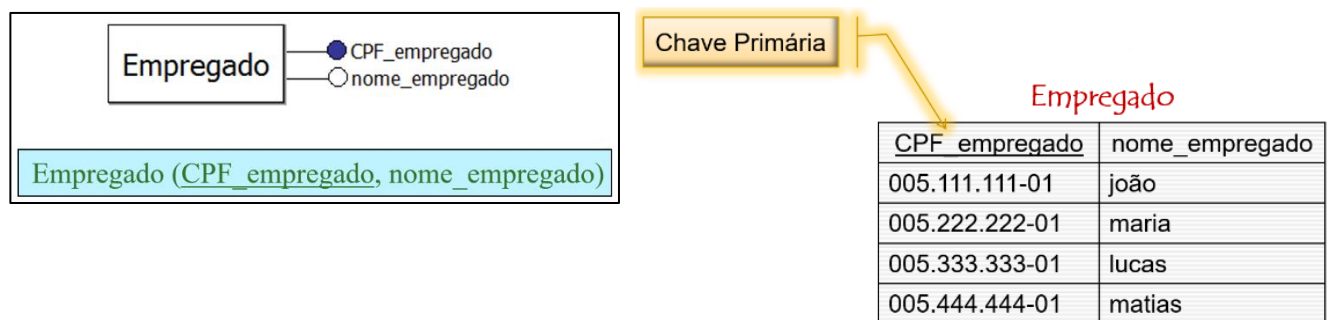 Empregado
CPF_empregado
nome_empregado
Empregado (CPF_empregado, nome_empregado)
Chave Primária
Empregado
CPF_empregado nome_empregado
005.111.111-01 joão
005.222.222-01 maria
005.333.333-01 lucas
005.444.444-01 matias